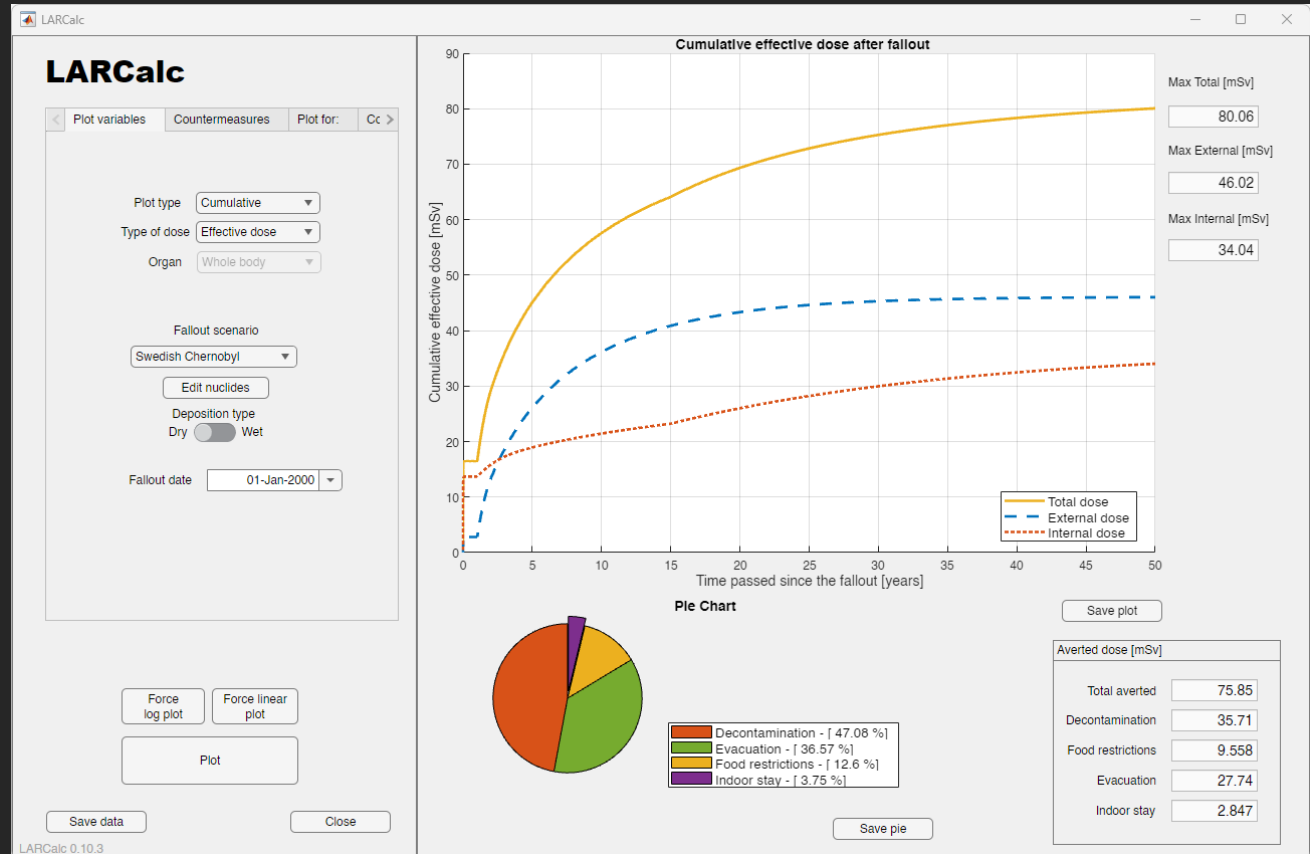 LARCalc
LARCalc
Plot variables
Countermeasures
Plot for:
Cc
Plot type
Cumulative
Type of dose
Effective dose
Organ
Whole body
Fallout scenario
Swedish Chernobyl
Edit nuclides
Deposition type
Dry
Wet
Fallout date
01-Jan-2000
Force
log plot
Force linear
plot
Plot
Save data
Close
LARCalc 0.10.3
Cumulative effective dose after fallout
Cumulative effective dose [mSv]
90
80
70
60
50
40
30
20
10
0
0 5 10 15 20 25 30 35 40 45 50
Time passed since the fallout [years]
Total dose
External dose
Internal dose
Max Total [mSv]
80.06
Max External [mSv]
46.02
Max Internal [mSv]
34.04
Save plot
Pie Chart
Decontamination - [ 47.08 %]
Evacuation - [ 36.57 %]
Food restrictions - [ 12.6 %]
Indoor stay - [ 3.75 %]
Save pie
Averted dose [mSv]
Total averted 75.85
Decontamination 35.71
Food restrictions 9.558
Evacuation 27.74
Indoor stay 2.847